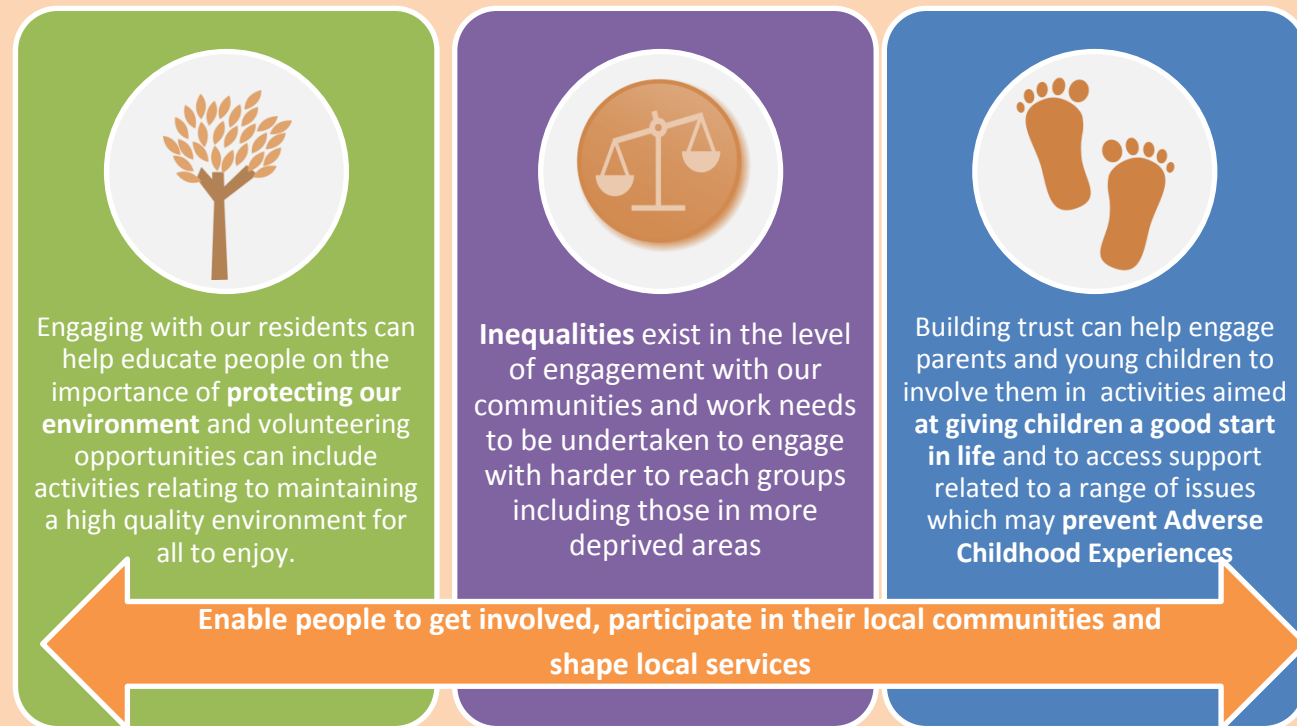 Engaging with our residents can
help educate people on the
importance of protecting our
environment and volunteering
opportunities can include
activities relating to maintaining
a high quality environment for
all to enjoy.
Inequalities exist in the level
of engagement with our
communities and work needs
to be undertaken to engage
with harder to reach groups
including those in more
deprived areas
Building trust can help engage
parents and young children to
involve them in activities aimed
at giving children a good start
in life and to access support
related to a range of issues
which may prevent Adverse
Childhood Experiences
Enable people to get involved, participate in their local communities and
shape local services